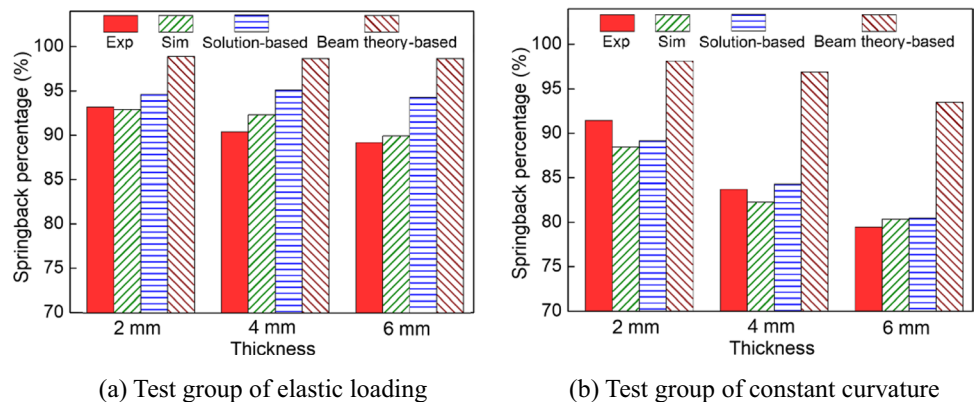 Exp Sim Solution-based Beam theory-based
Springback percentage (%)
100
95
90
85
80
75
70
2 mm 4 mm 6 mm
Thickness
(a) Test group of elastic loading
Exp Sim Solution-based Beam theory-based
Springback percentage (%)
100
95
90
85
80
75
70
2 mm 4 mm 6 mm
Thickness
(b) Test group of constant curvature